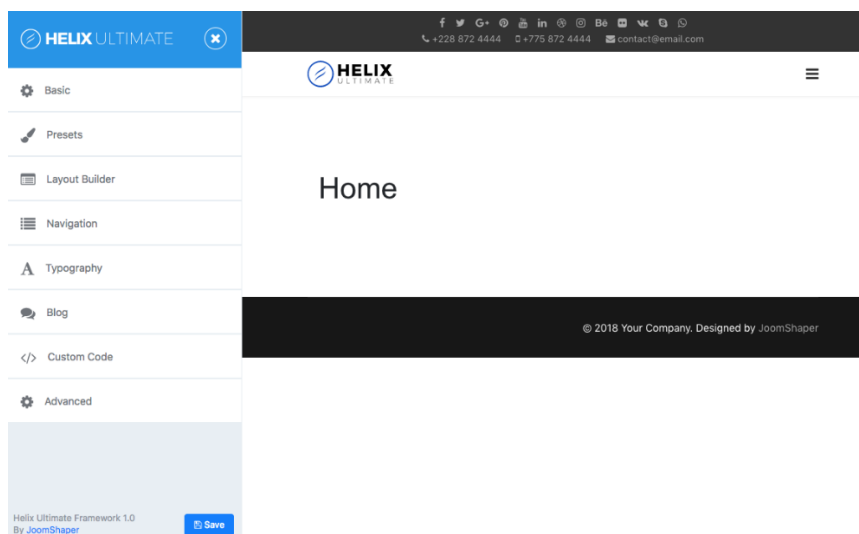 HELIX ULTIMATE
Basic
Presets
Layout Builder
Navigation
Typography
Blog
</> Custom Code
Advanced
Helix Ultimate Framework 1.0
By JoomShaper
Save
+228 872 4444 +775 872 4444 contact@email.com
HELIX
ULTIMATE
Home
© 2018 Your Company. Designed by JoomShaper